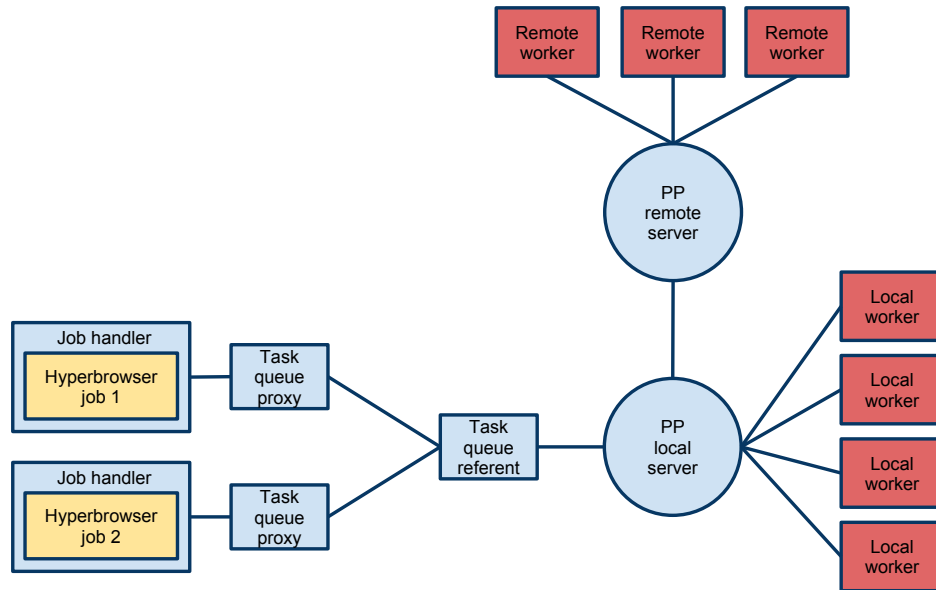 Remote
worker
Remote
worker
Remote
worker
PP
remote
server
Local
worker
Job handler
Hyperbrowser
job 1
Task
queue
proxy
Local
worker
Task
queue
referent
PP
local
server
Local
worker
Job handler
Hyperbrowser
job 2
Task
queue
proxy
Local
worker